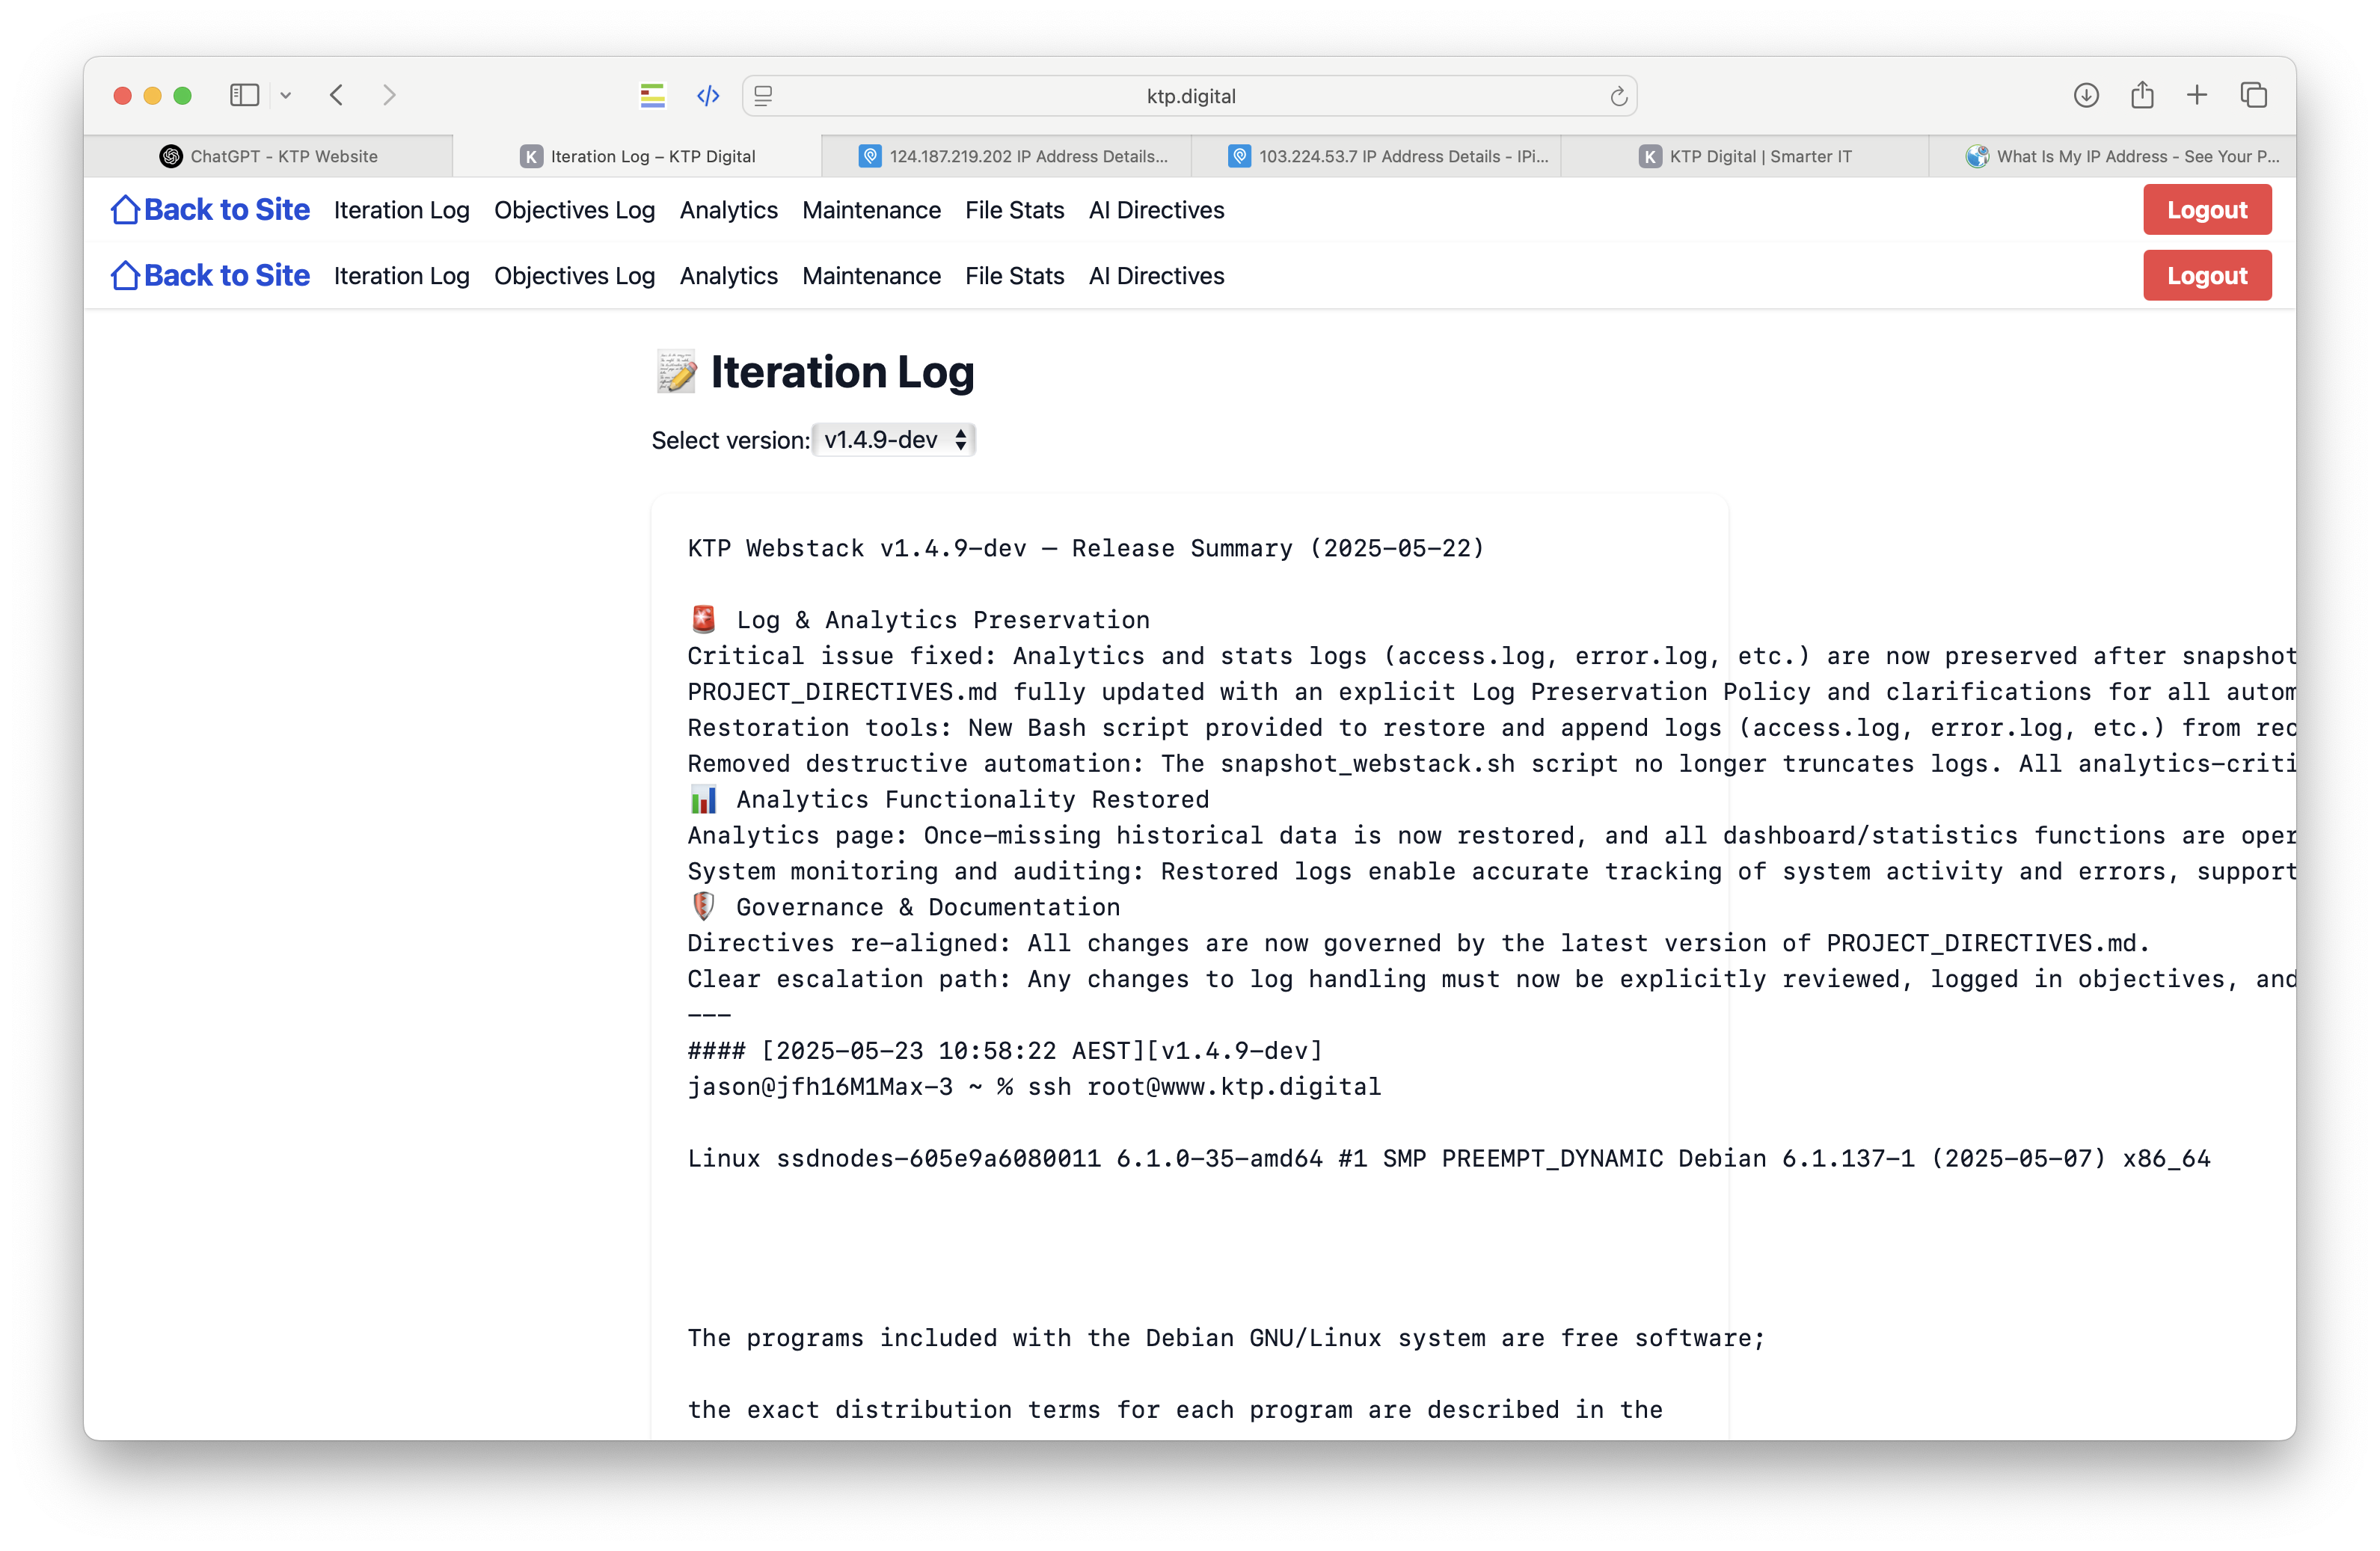 ktp.digital
ChatGPT - KTP Website
Iteration Log – KTP Digital
124.187.219.202 IP Address Details...
103.224.53.7 IP Address Details - IPi...
KTP Digital | Smarter IT
What Is My IP Address - See Your P...
Back to Site Iteration Log Objectives Log Analytics Maintenance File Stats AI Directives Logout
Back to Site Iteration Log Objectives Log Analytics Maintenance File Stats AI Directives Logout
Iteration Log
Select version: v1.4.9-dev
KTP Webstack v1.4.9-dev — Release Summary (2025-05-22)
🚨 Log & Analytics Preservation
Critical issue fixed: Analytics and stats logs (access.log, error.log, etc.) are now preserved after snapshot
PROJECT_DIRECTIVES.md fully updated with an explicit Log Preservation Policy and clarifications for all autom
Restoration tools: New Bash script provided to restore and append logs (access.log, error.log, etc.) from rec
Removed destructive automation: The snapshot_webstack.sh script no longer truncates logs. All analytics-criti
📊 Analytics Functionality Restored
Analytics page: Once-missing historical data is now restored, and all dashboard/statistics functions are oper
System monitoring and auditing: Restored logs enable accurate tracking of system activity and errors, support
🛡️ Governance & Documentation
Directives re-aligned: All changes are now governed by the latest version of PROJECT_DIRECTIVES.md.
Clear escalation path: Any changes to log handling must now be explicitly reviewed, logged in objectives, and
---
#### [2025-05-23 10:58:22 AEST][v1.4.9-dev]
jason@jfh16M1Max-3 ~ % ssh root@www.ktp.digital
Linux ssdnodes-605e9a6080011 6.1.0-35-amd64 #1 SMP PREEMPT_DYNAMIC Debian 6.1.137-1 (2025-05-07) x86_64
The programs included with the Debian GNU/Linux system are free software;
the exact distribution terms for each program are described in the